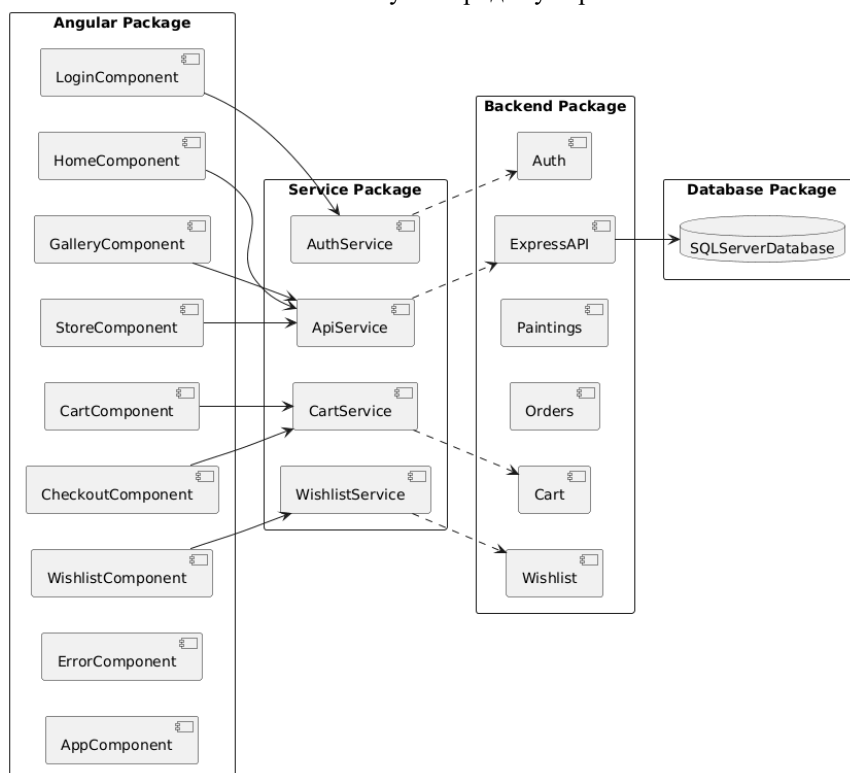 Angular Package
LoginComponent
HomeComponent
GalleryComponent
StoreComponent
CartComponent
CheckoutComponent
WishlistComponent
ErrorComponent
AppComponent
Service Package
AuthService
ApiService
CartService
WishlistService
Backend Package
Auth
ExpressAPI
Paintings
Orders
Cart
Wishlist
Database Package
SQLServerDatabase